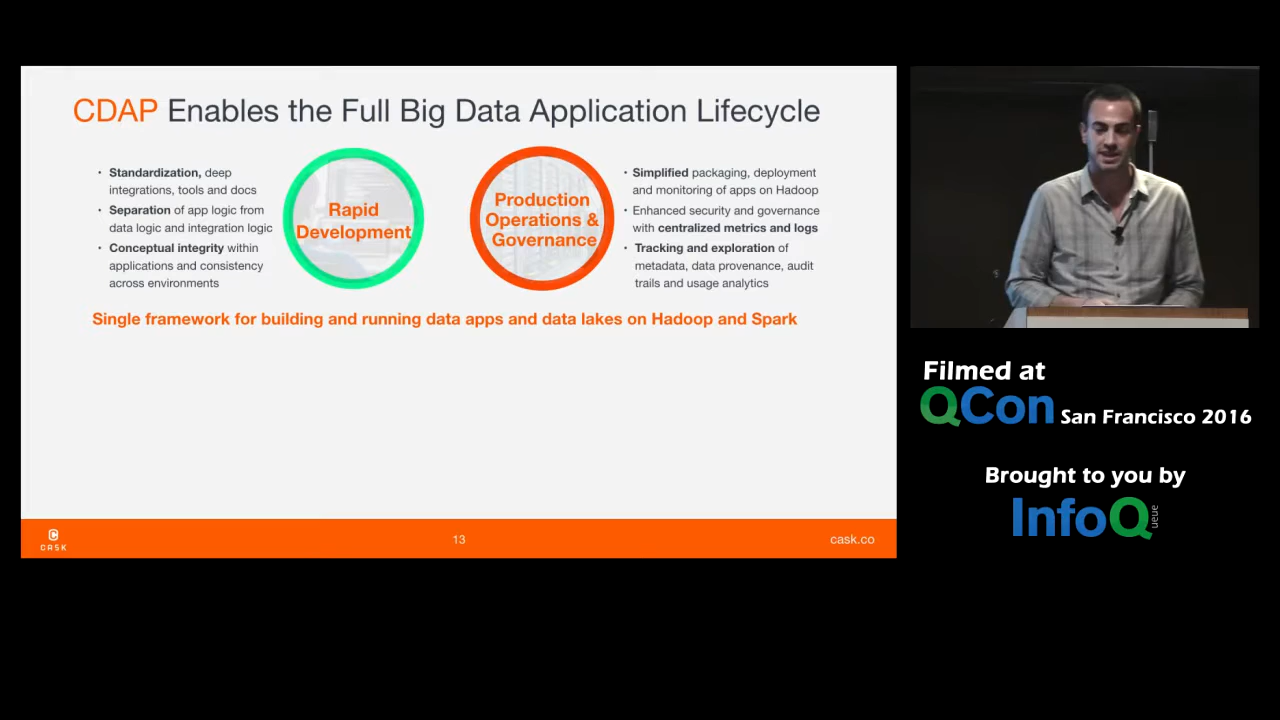 CDAP Enables the Full Big Data Application Lifecycle
• Standardization, deep
integrations, tools and docs
• Separation of app logic from
data logic and integration logic
• Conceptual integrity within
applications and consistency
across environments
Rapid
Development
Production
Operations &
Governance
• Simplified packaging, deployment
and monitoring of apps on Hadoop
• Enhanced security and governance
with centralized metrics and logs
• Tracking and exploration of
metadata, data provenance, audit
trails and usage analytics
Single framework for building and running data apps and data lakes on Hadoop and Spark
CASK
13
cask.co
Filmed at
QCon San Francisco 2016
Brought to you by
InfoQueue